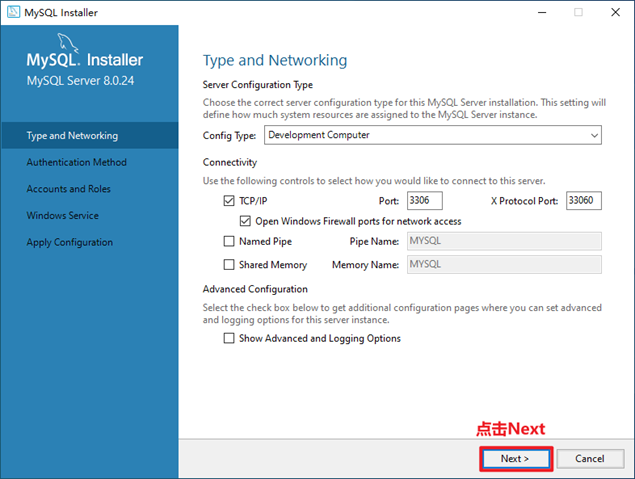 MySQL Installer
MySQL. Installer
MySQL Server 8.0.24
Type and Networking
Authentication Method
Accounts and Roles
Windows Service
Apply Configuration
Type and Networking
Server Configuration Type
Choose the correct server configuration type for this MySQL Server installation. This setting will
define how much system resources are assigned to the MySQL Server instance.
Config Type: Development Computer
Connectivity
Use the following controls to select how you would like to connect to this server.
TCP/IP Port: 3306 X Protocol Port: 33060
Open Windows Firewall ports for network access
Named Pipe Pipe Name: MYSQL
Shared Memory Memory Name: MYSQL
Advanced Configuration
Select the check box below to get additional configuration pages where you can set advanced
and logging options for this server instance.
Show Advanced and Logging Options
点击Next
Next > Cancel